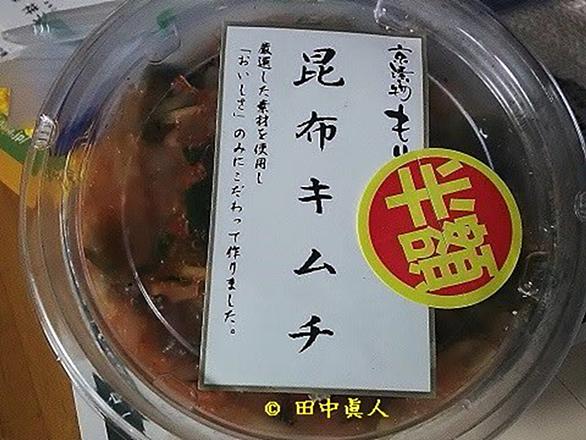 京漬物 もり
昆布キムチ
厳選した素材を使用し
「おいしさ」のみにこだわって作りました。
半額
© 田中眞人